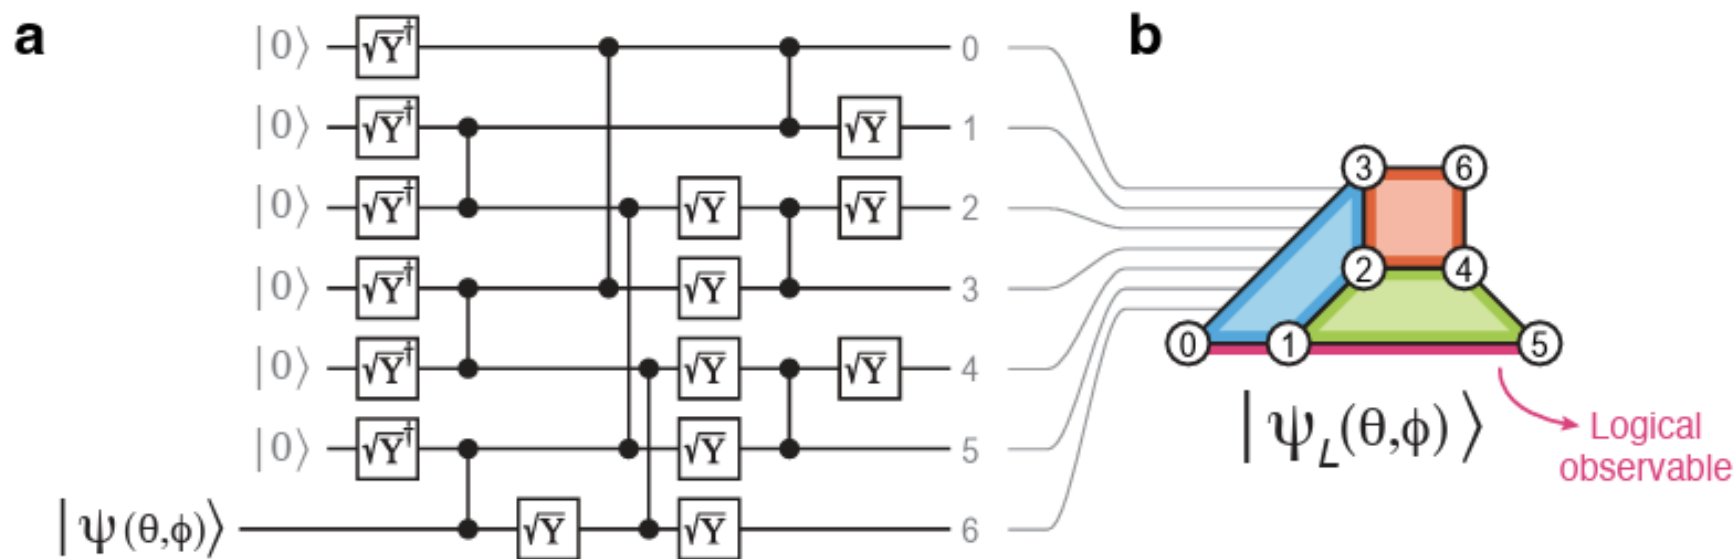 a
b
|0⟩ √Y† 0
|0⟩ √Y† √Y 1
|0⟩ √Y† √Y √Y 2
|0⟩ √Y† √Y 3
|0⟩ √Y† √Y √Y 4
|0⟩ √Y† √Y 5
|ψ(θ,ϕ)⟩ √Y √Y 6
3 6
2 4
0 1 5
|ψ_L(θ,ϕ)⟩
Logical
observable